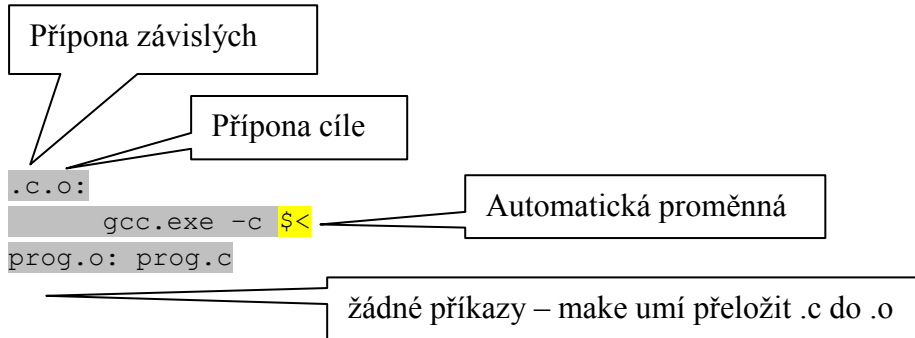 Přípona závislých
Přípona cíle
.c.o:
gcc.exe –c $<
Automatická proměnná
prog.o: prog.c
žádné příkazy – make umí přeložit .c do .o